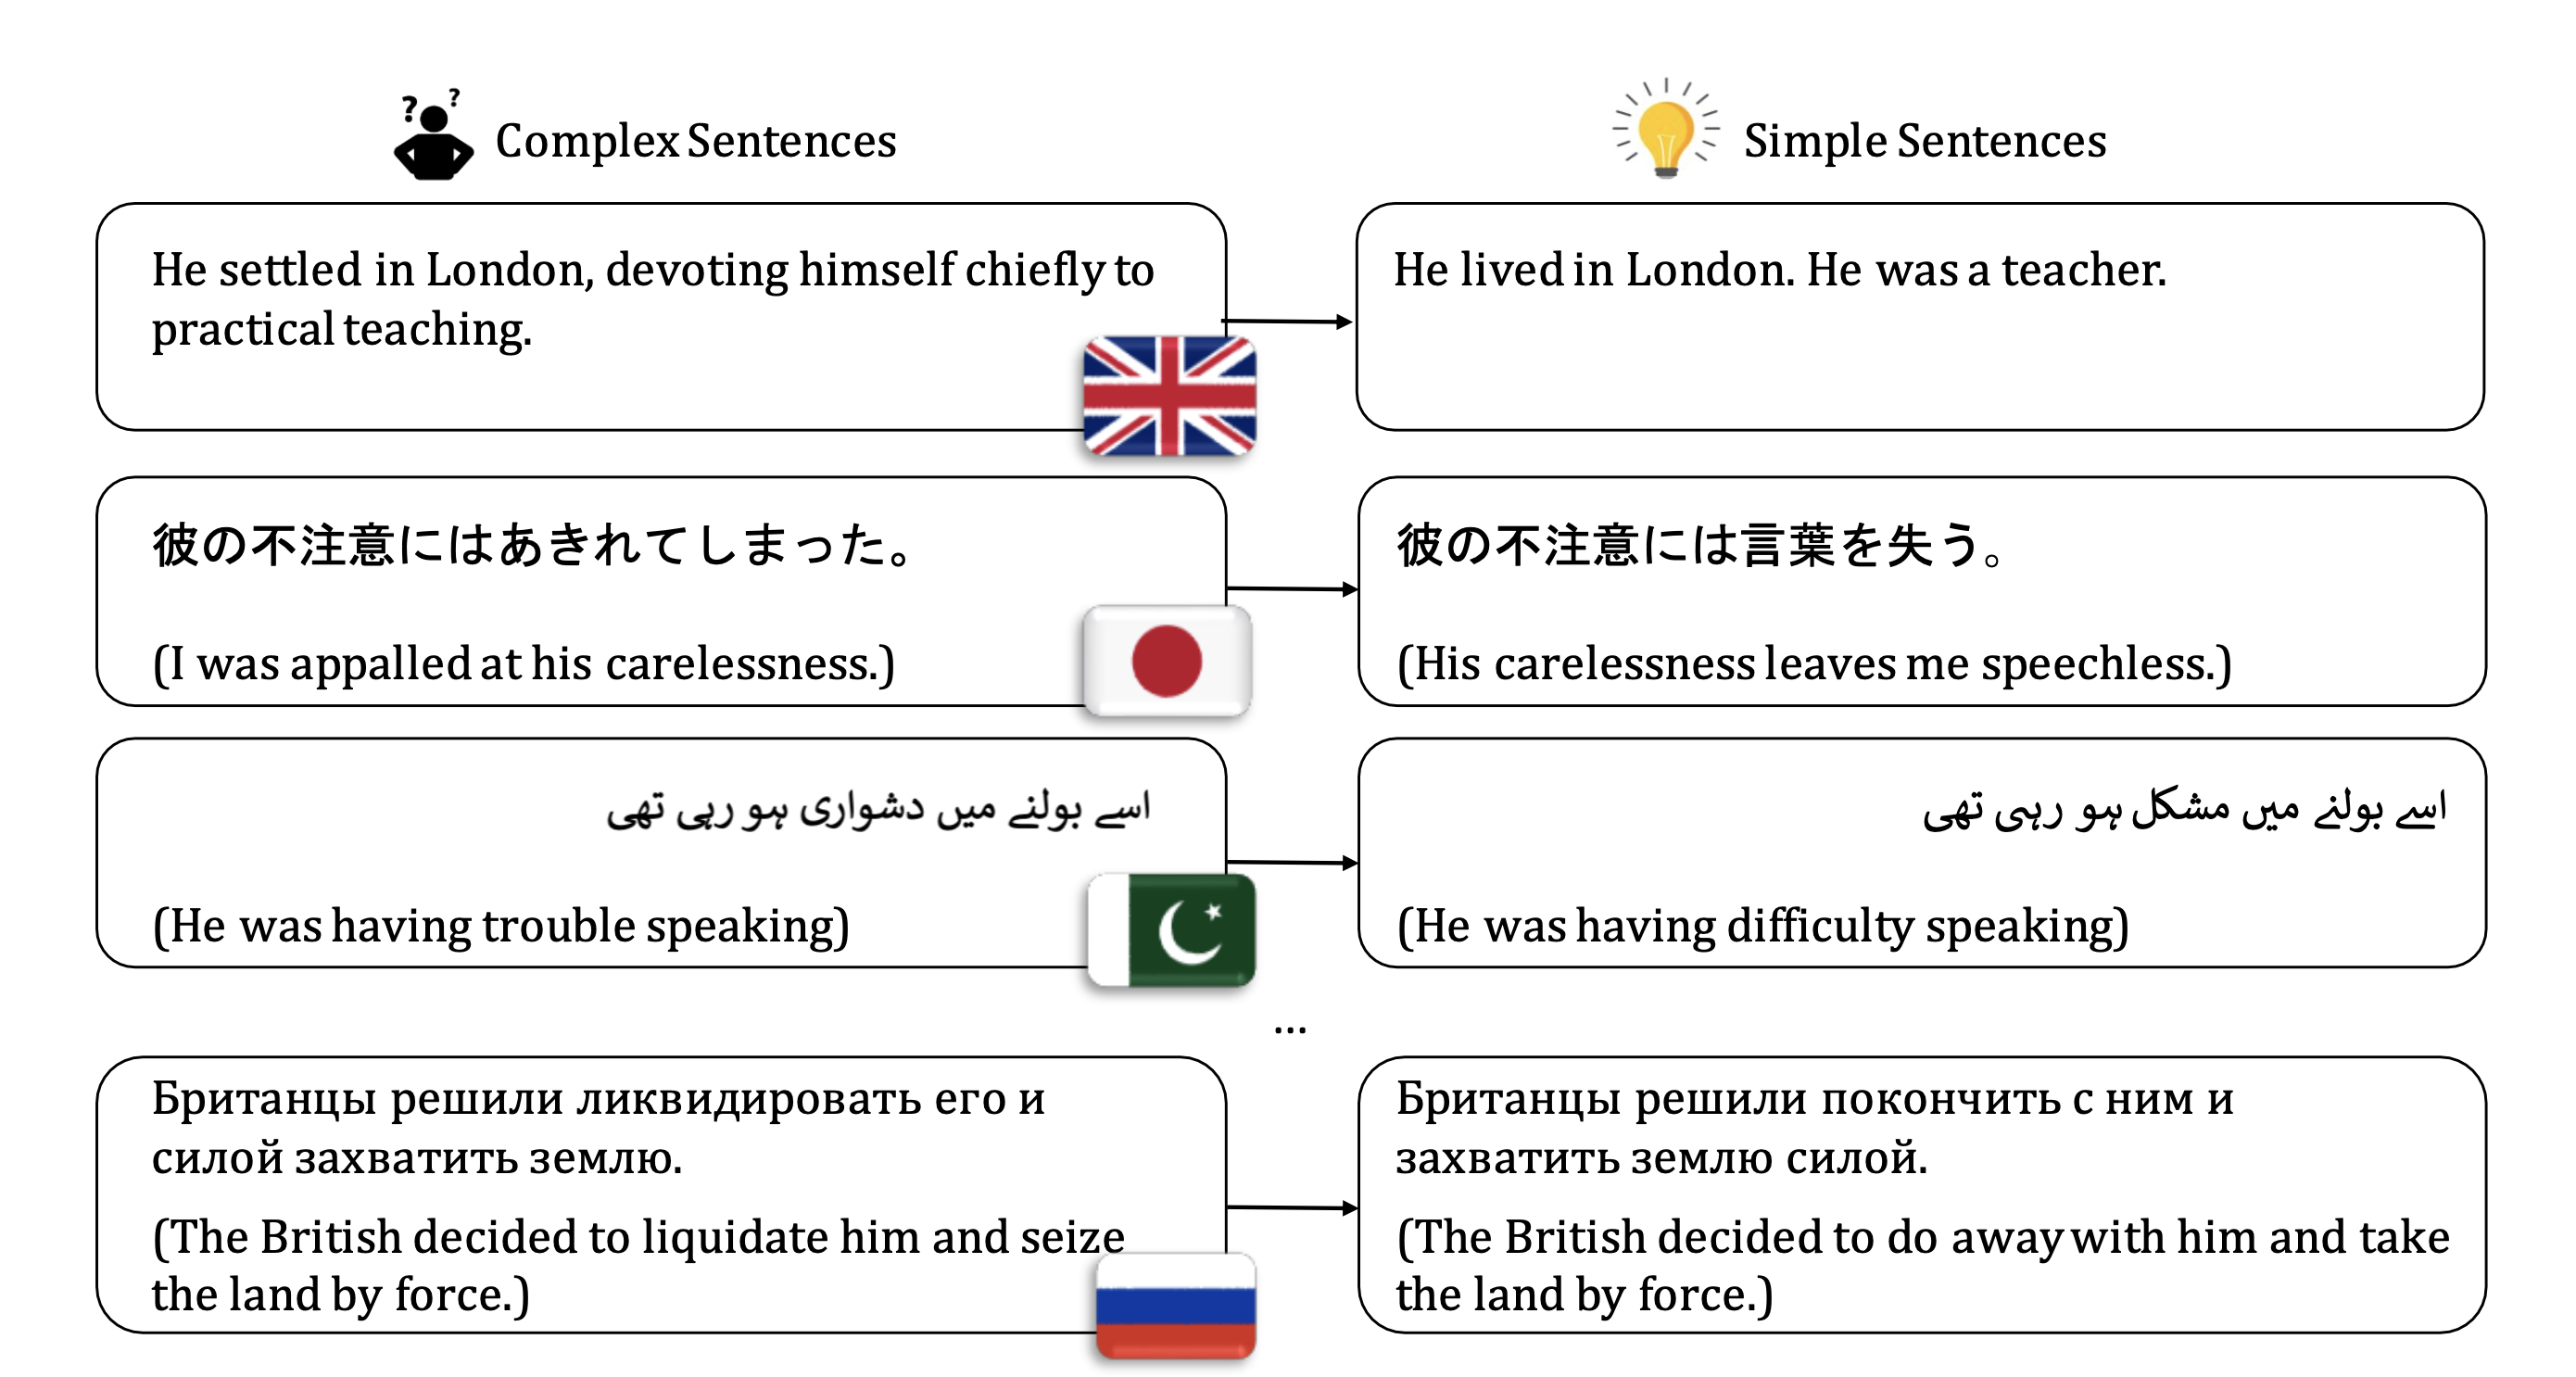 ? ?
Complex Sentences
Simple Sentences
He settled in London, devoting himself chiefly to
practical teaching.
He lived in London. He was a teacher.
彼の不注意にはあきれてしまった。
(I was appalled at his carelessness.)
彼の不注意には言葉を失う。
(His carelessness leaves me speechless.)
اسے بولنے میں دشواری ہو رہی تھی
(He was having trouble speaking)
اسے بولنے میں مشکل ہو رہی تھی
(He was having difficulty speaking)
...
Британцы решили ликвидировать его и
силой захватить землю.
(The British decided to liquidate him and seize
the land by force.)
Британцы решили покончить с ним и
захватить землю силой.
(The British decided to do away with him and take
the land by force.)